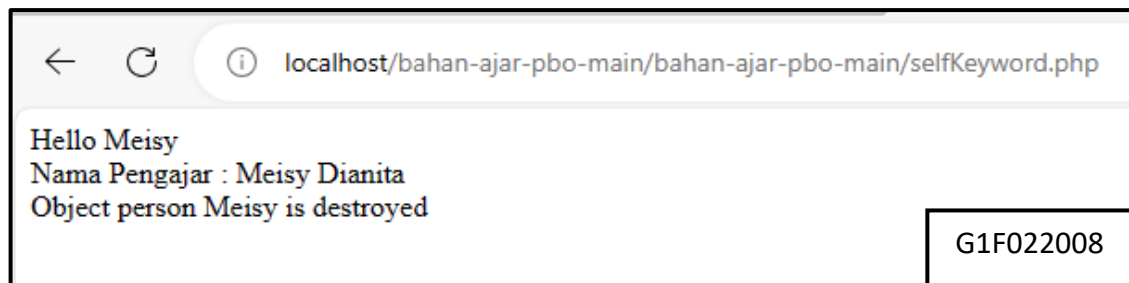 localhost/bahan-ajar-pbo-main/bahan-ajar-pbo-main/selfKeyword.php
Hello Meisy
Nama Pengajar : Meisy Dianita
Object person Meisy is destroyed
G1F022008